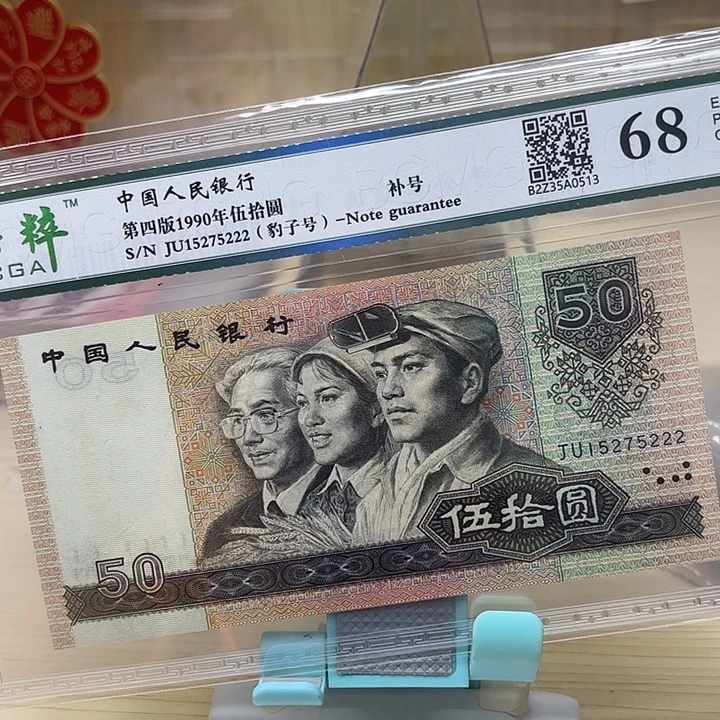 中国人民银行
补号
第四版1990年伍拾圆
S/N JU15275222（豹子号）-Note guarantee
B2Z35A0513
68
粹™
GA
中国人民银行
50
JU15275222
伍拾圆
50